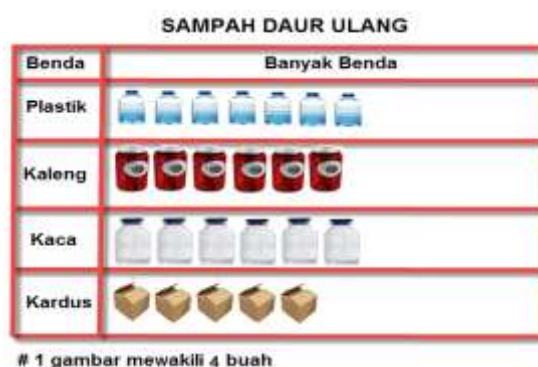 SAMPAH DAUR ULANG
Benda Banyak Benda
Plastik
Kaleng
Kaca
Kardus
# 1 gambar mewakili 4 buah